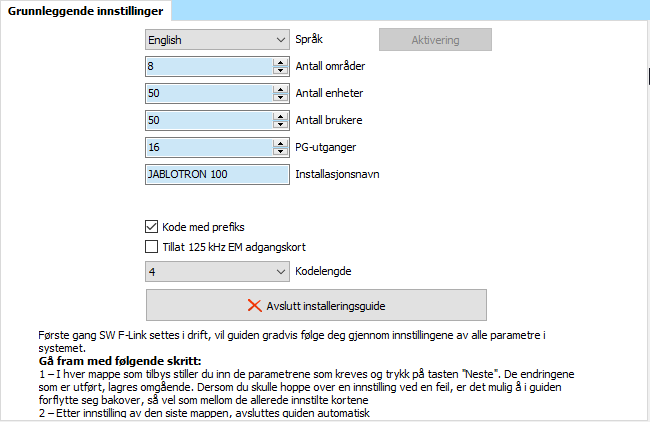 Grunnleggende innstillinger
English Språk Aktivering
8 Antall områder
50 Antall enheter
50 Antall brukere
16 PG-utganger
JABLOTRON 100 Installasjonsnavn
Kode med prefiks
Tillat 125 kHz EM adgangskort
4 Kodelengde
Avslutt installeringsguide
Første gang SW F-Link settes i drift, vil guiden gradvis følge deg gjennom innstillingene av alle parametre i
systemet.
Gå fram med følgende skritt:
1 – I hver mappe som tilbys stiller du inn de parametrene som kreves og trykk på tasten "Neste". De endringene
som er utført, lagres omgående. Dersom du skulle hoppe over en innstilling ved en feil, er det mulig å i guiden
forflytte seg bakover, så vel som mellom de allerede innstilte kortene
2 – Etter innstilling av den siste mappen, avsluttes guiden automatisk